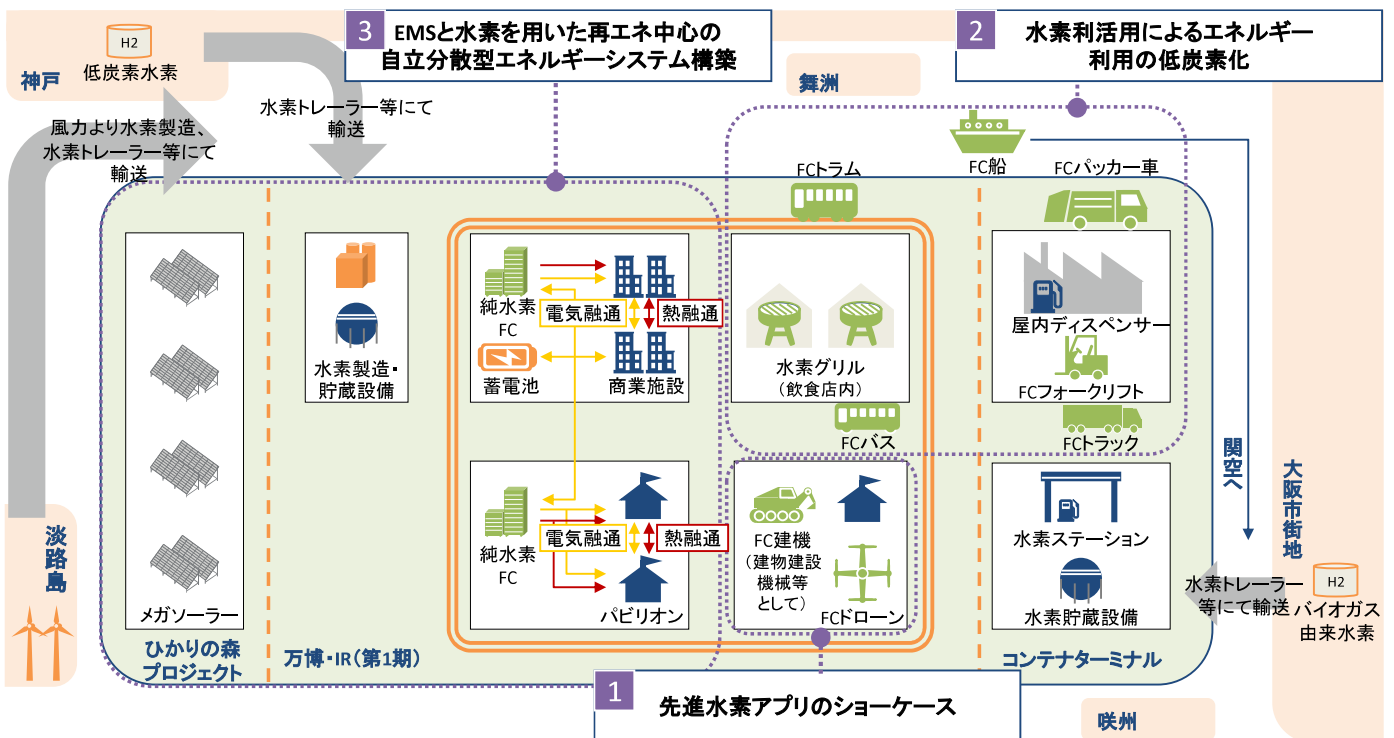 3
EMSと水素を用いた再エネ中心の
自立分散型エネルギーシステム構築
2
水素利活用によるエネルギー
利用の低炭素化
H2
低炭素水素
神戸
舞洲
水素トレーラー等にて
輸送
風力より水素製造、
水素トレーラー等にて
輸送
FC船
FCトラム
FCパッカー車
純水素
FC
電気融通
熱融通
蓄電池
商業施設
水素製造・
貯蔵設備
水素グリル
（飲食店内）
屋内ディスペンサー
FCフォークリフト
FCバス
FCトラック
関空へ
大阪市街地
淡路島
メガソーラー
純水素
FC
電気融通
熱融通
パビリオン
FC建機
（建物建設
機械等
として）
FCドローン
水素ステーション
水素貯蔵設備
水素トレーラー
等にて輸送
H2
バイオガス
由来水素
ひかりの森
プロジェクト
万博・IR（第1期）
コンテナターミナル
1
先進水素アプリのショーケース
咲州